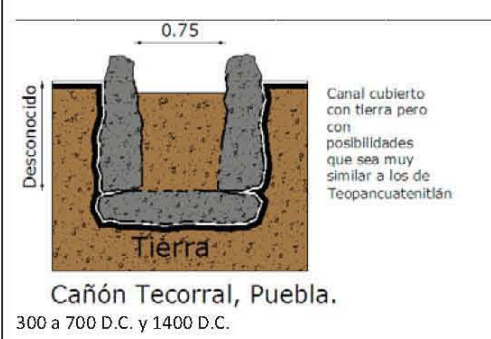 0.75
Desconocido
Canal cubierto
con tierra pero
con
posibilidades
que sea muy
similar a los de
Teopancuatenitlán
Tierra
Cañón Tecorral, Puebla.
300 a 700 D.C. y 1400 D.C.